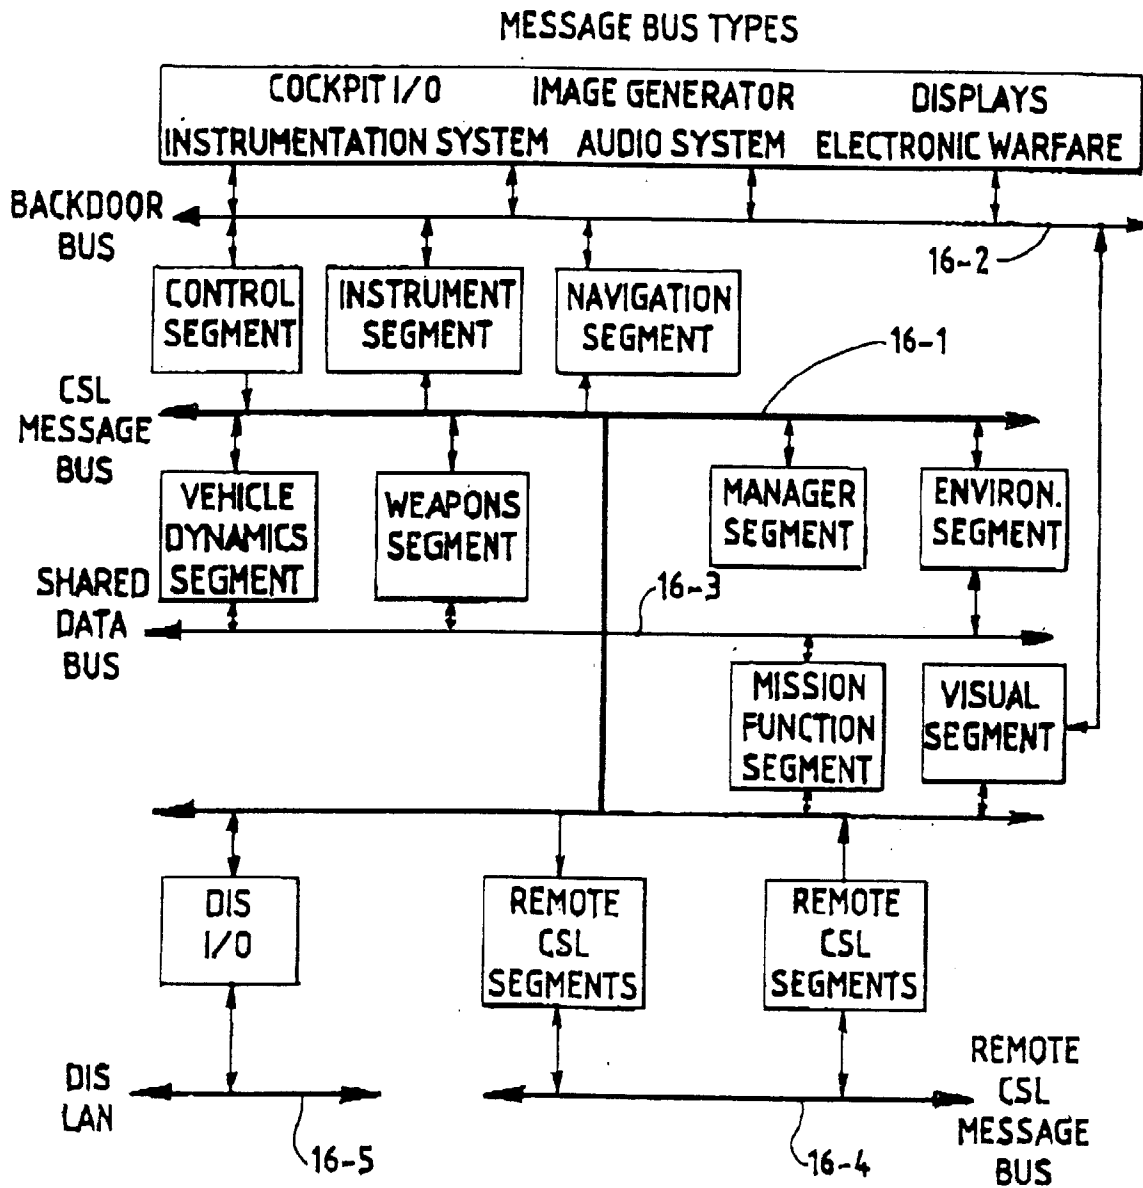 MESSAGE BUS TYPES
COCKPIT I/O IMAGE GENERATOR DISPLAYS
INSTRUMENTATION SYSTEM AUDIO SYSTEM ELECTRONIC WARFARE
BACKDOOR
BUS
16-2
CONTROL
SEGMENT
INSTRUMENT
SEGMENT
NAVIGATION
SEGMENT
16-1
CSL
MESSAGE
BUS
VEHICLE
DYNAMICS
SEGMENT
WEAPONS
SEGMENT
MANAGER
SEGMENT
ENVIRON.
SEGMENT
SHARED
DATA
BUS
16-3
MISSION
FUNCTION
SEGMENT
VISUAL
SEGMENT
DIS
I/O
REMOTE
CSL
SEGMENTS
REMOTE
CSL
SEGMENTS
DIS
LAN
16-5
16-4
REMOTE
CSL
MESSAGE
BUS